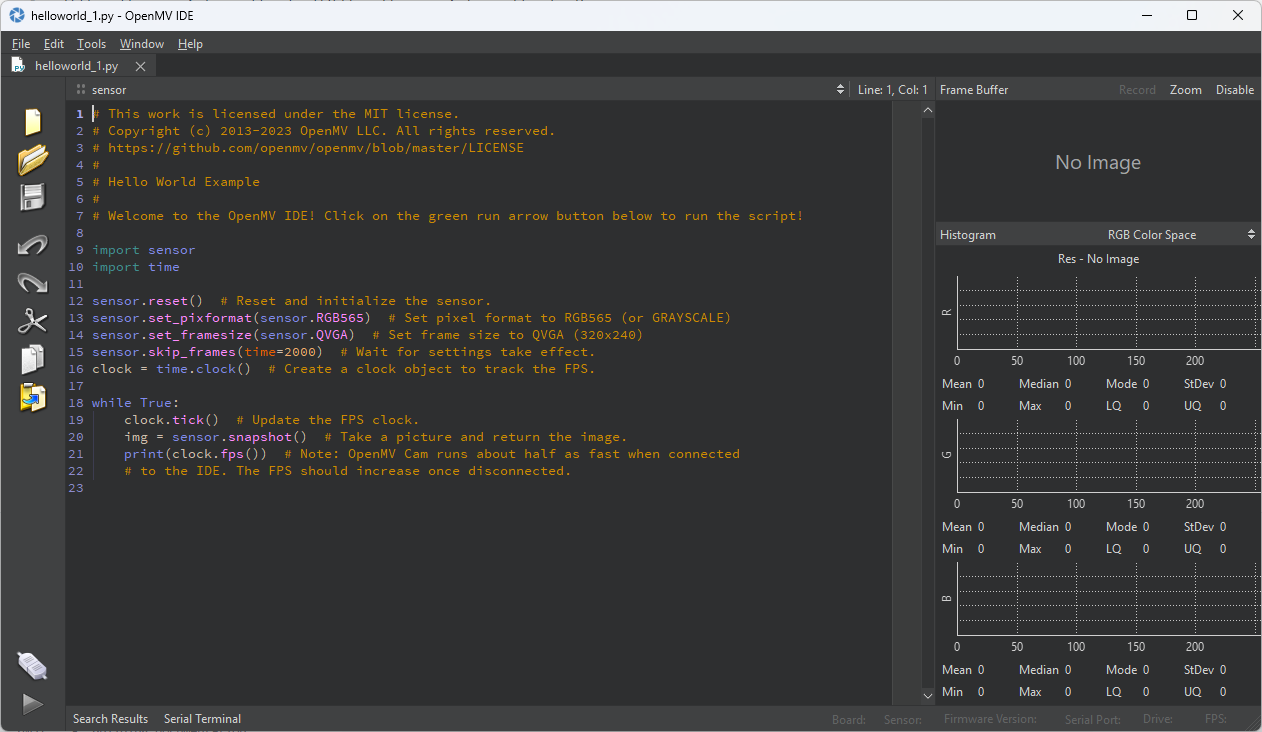 helloworld_1.py - OpenMV IDE
File Edit Tools Window Help
helloworld_1.py
sensor Line: 1, Col: 1 Frame Buffer Record Zoom Disable
1 # This work is licensed under the MIT license.
2 # Copyright (c) 2013-2023 OpenMV LLC. All rights reserved.
3 # https://github.com/openmv/openmv/blob/master/LICENSE
4 #
5 # Hello World Example
6 #
7 # Welcome to the OpenMV IDE! Click on the green run arrow button below to run the script!
8
9 import sensor
10 import time
11
12 sensor.reset()  # Reset and initialize the sensor.
13 sensor.set_pixformat(sensor.RGB565)  # Set pixel format to RGB565 (or GRAYSCALE)
14 sensor.set_framesize(sensor.QVGA)  # Set frame size to QVGA (320x240)
15 sensor.skip_frames(time=2000)  # Wait for settings take effect.
16 clock = time.clock()  # Create a clock object to track the FPS.
17
18 while True:
19     clock.tick()  # Update the FPS clock.
20     img = sensor.snapshot()  # Take a picture and return the image.
21     print(clock.fps())  # Note: OpenMV Cam runs about half as fast when connected
22     # to the IDE. The FPS should increase once disconnected.
23
No Image
Histogram RGB Color Space
Res - No Image
R
0 50 100 150 200
Mean 0 Median 0 Mode 0 StDev 0
Min 0 Max 0 LQ 0 UQ 0
G
0 50 100 150 200
Mean 0 Median 0 Mode 0 StDev 0
Min 0 Max 0 LQ 0 UQ 0
B
0 50 100 150 200
Mean 0 Median 0 Mode 0 StDev 0
Min 0 Max 0 LQ 0 UQ 0
Search Results Serial Terminal Board: Sensor: Firmware Version: Serial Port: Drive: FPS: